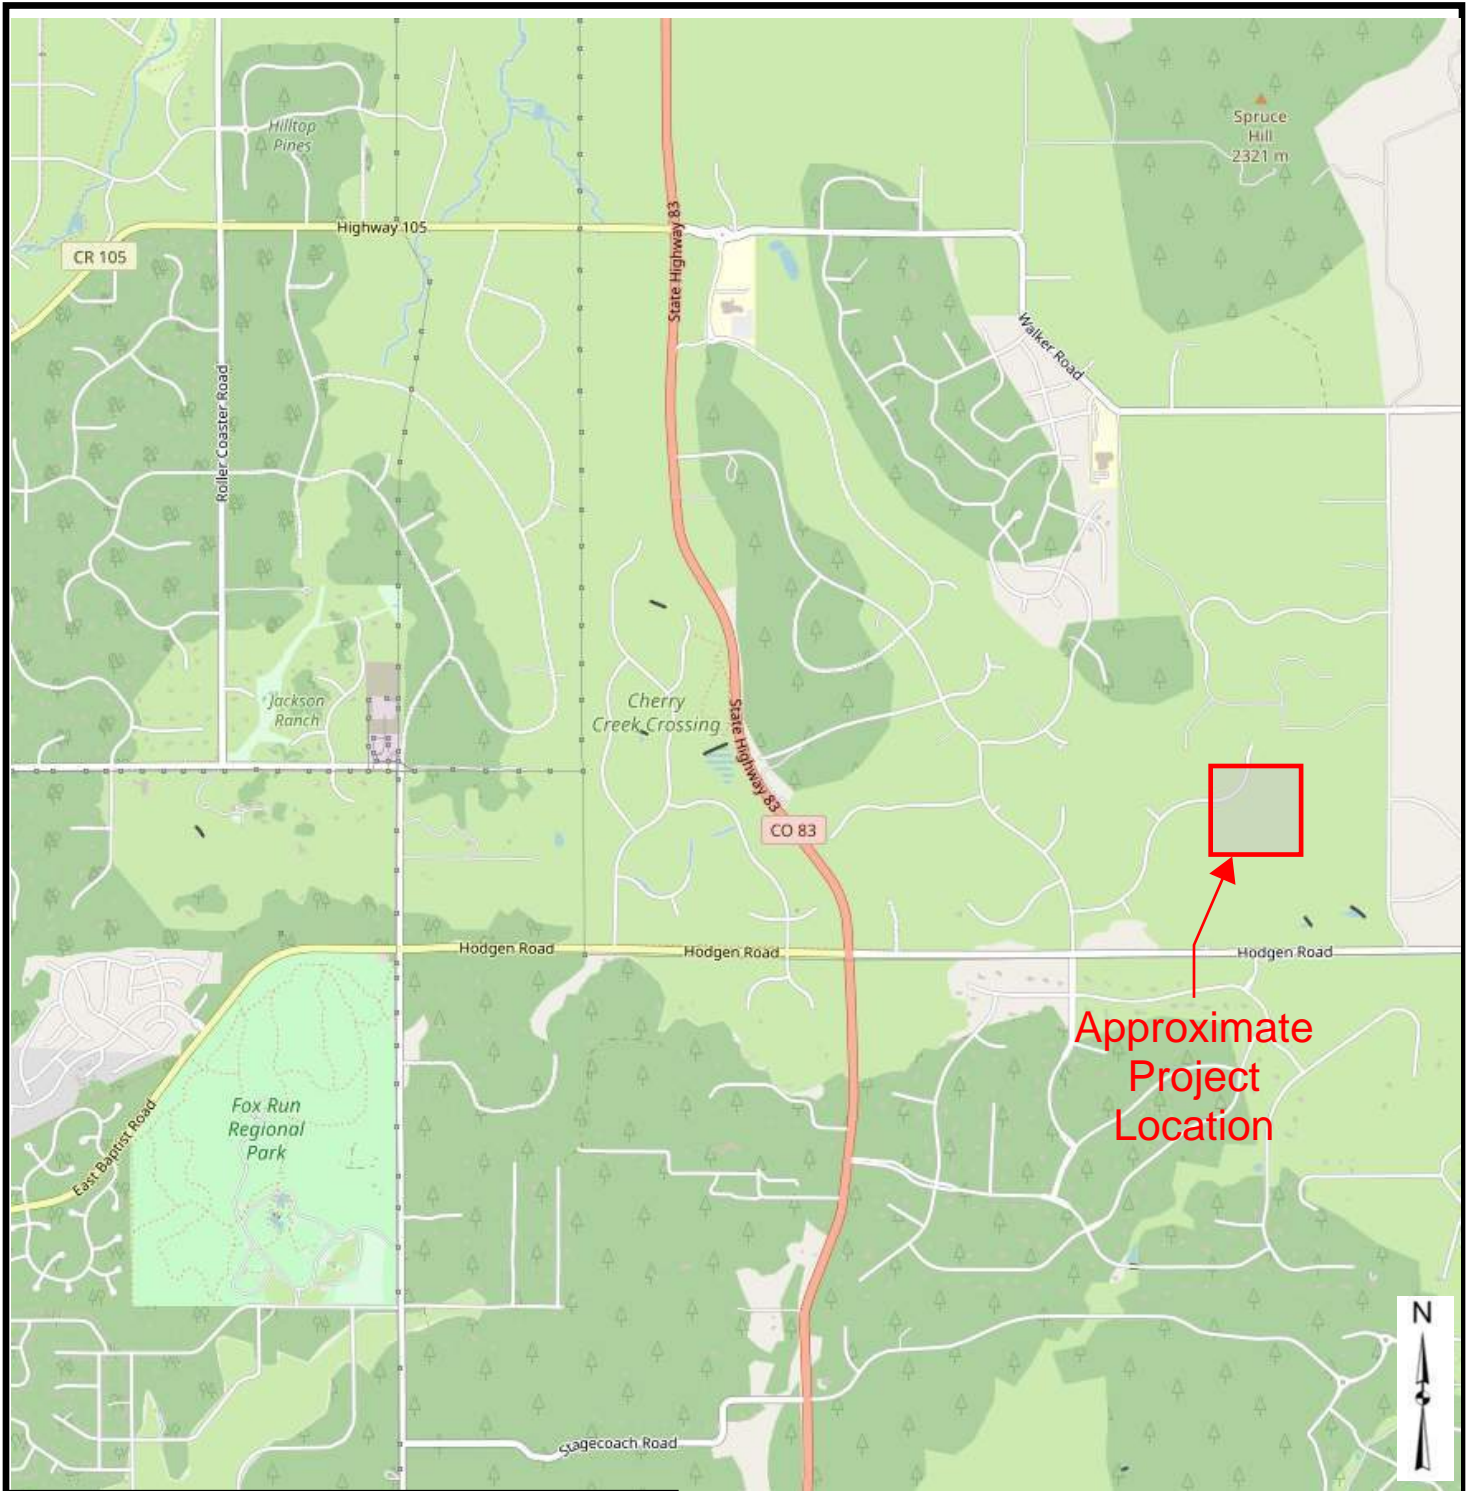 Spruce
Hill
2321 m
Hilltop
Pines
Highway 105
State Highway 83
CR 105
Walker Road
Roller Coaster Road
Jackson
Ranch
Cherry
Creek Crossing
State Highway 83
CO 83
Hodgen Road
Hodgen Road
Hodgen Road
Approximate
Project
Location
Fox Run
Regional
Park
East Baptist Road
N
Stagecoach Road